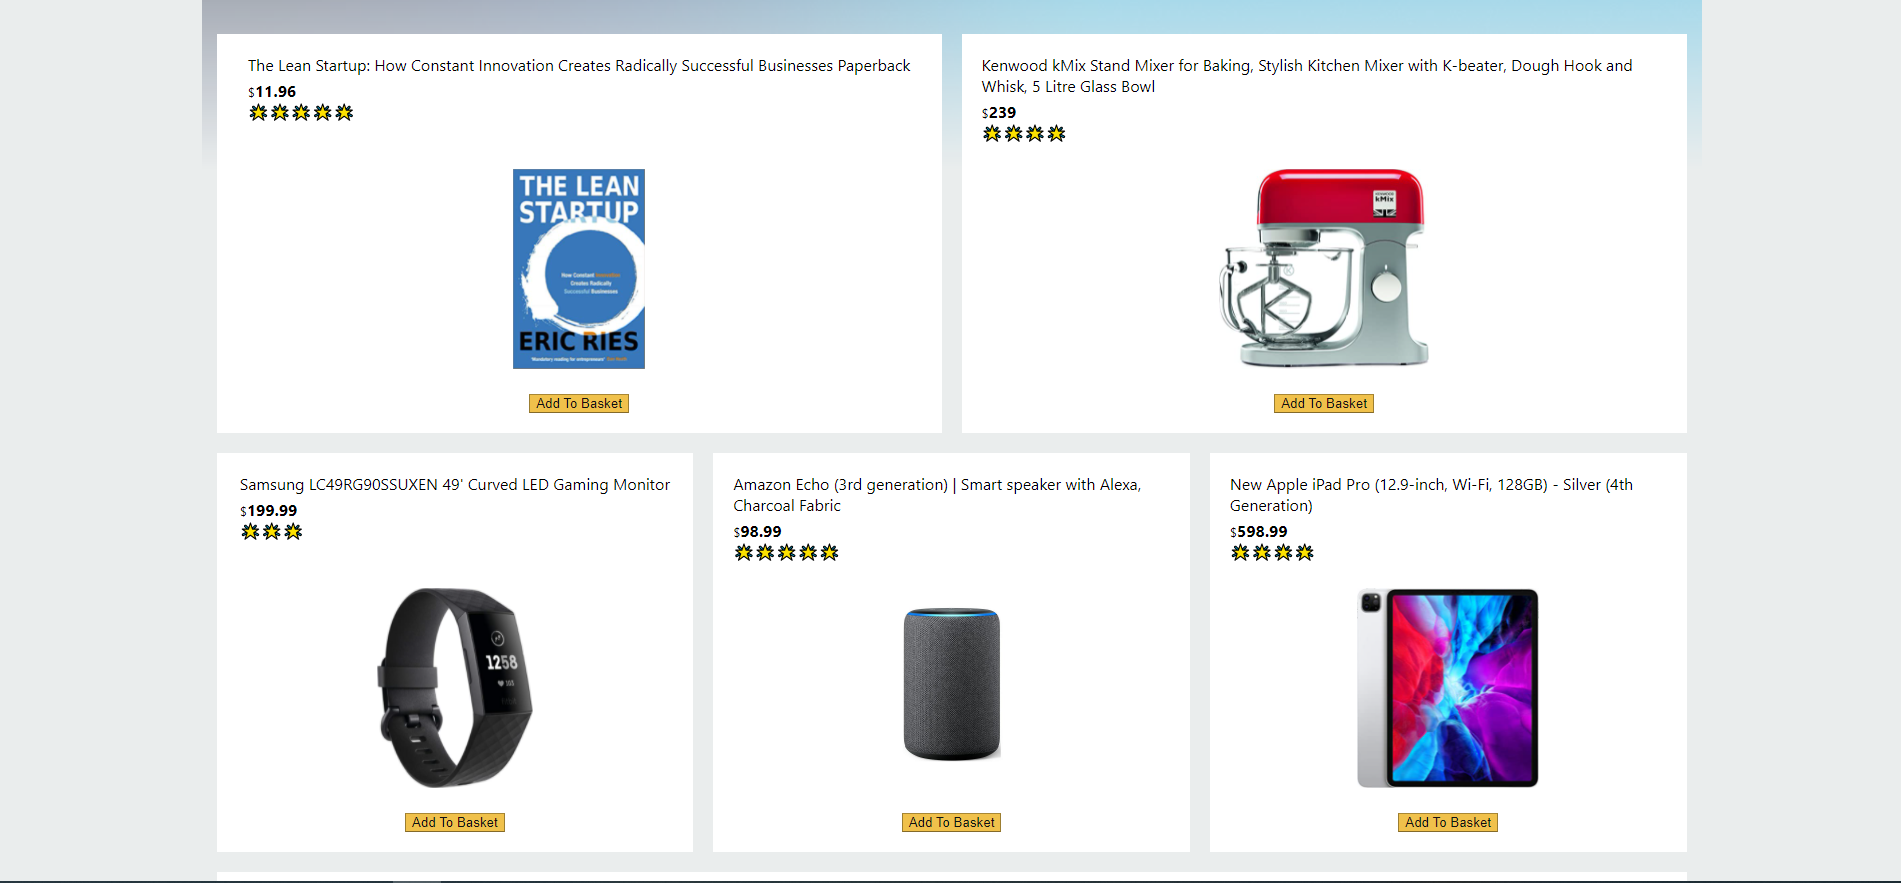 The Lean Startup: How Constant Innovation Creates Radically Successful Businesses Paperback
$11.96
THE LEAN
STARTUP
How Constant Innovation
Creates Radically
Successful Businesses
ERIC RIES
Add To Basket
Kenwood kMix Stand Mixer for Baking, Stylish Kitchen Mixer with K-beater, Dough Hook and
Whisk, 5 Litre Glass Bowl
$239
KENWOOD
kMix
Add To Basket
Samsung LC49RG90SSUXEN 49' Curved LED Gaming Monitor
$199.99
1258
103
Add To Basket
Amazon Echo (3rd generation) | Smart speaker with Alexa,
Charcoal Fabric
$98.99
Add To Basket
New Apple iPad Pro (12.9-inch, Wi-Fi, 128GB) - Silver (4th
Generation)
$598.99
Add To Basket